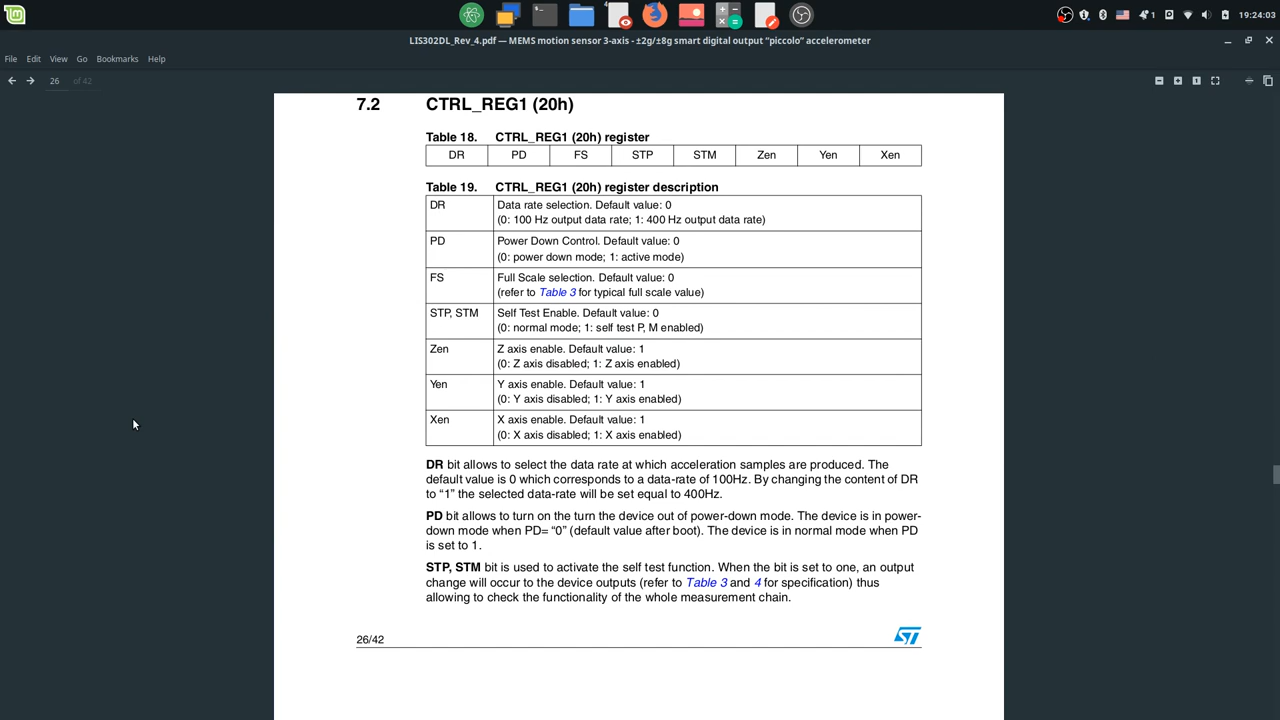 19:24:03
LIS302DL_Rev_4.pdf — MEMS motion sensor 3-axis - ±2g/±8g smart digital output “piccolo” accelerometer
File Edit View Go Bookmarks Help
26 of 42
7.2 CTRL_REG1 (20h)
Table 18. CTRL_REG1 (20h) register
DR PD FS STP STM Zen Yen Xen
Table 19. CTRL_REG1 (20h) register description
DR Data rate selection. Default value: 0
(0: 100 Hz output data rate; 1: 400 Hz output data rate)
PD Power Down Control. Default value: 0
(0: power down mode; 1: active mode)
FS Full Scale selection. Default value: 0
(refer to Table 3 for typical full scale value)
STP, STM Self Test Enable. Default value: 0
(0: normal mode; 1: self test P, M enabled)
Zen Z axis enable. Default value: 1
(0: Z axis disabled; 1: Z axis enabled)
Yen Y axis enable. Default value: 1
(0: Y axis disabled; 1: Y axis enabled)
Xen X axis enable. Default value: 1
(0: X axis disabled; 1: X axis enabled)
DR bit allows to select the data rate at which acceleration samples are produced. The
default value is 0 which corresponds to a data-rate of 100Hz. By changing the content of DR
to “1” the selected data-rate will be set equal to 400Hz.
PD bit allows to turn on the turn the device out of power-down mode. The device is in power-
down mode when PD= “0” (default value after boot). The device is in normal mode when PD
is set to 1.
STP, STM bit is used to activate the self test function. When the bit is set to one, an output
change will occur to the device outputs (refer to Table 3 and 4 for specification) thus
allowing to check the functionality of the whole measurement chain.
26/42
ST